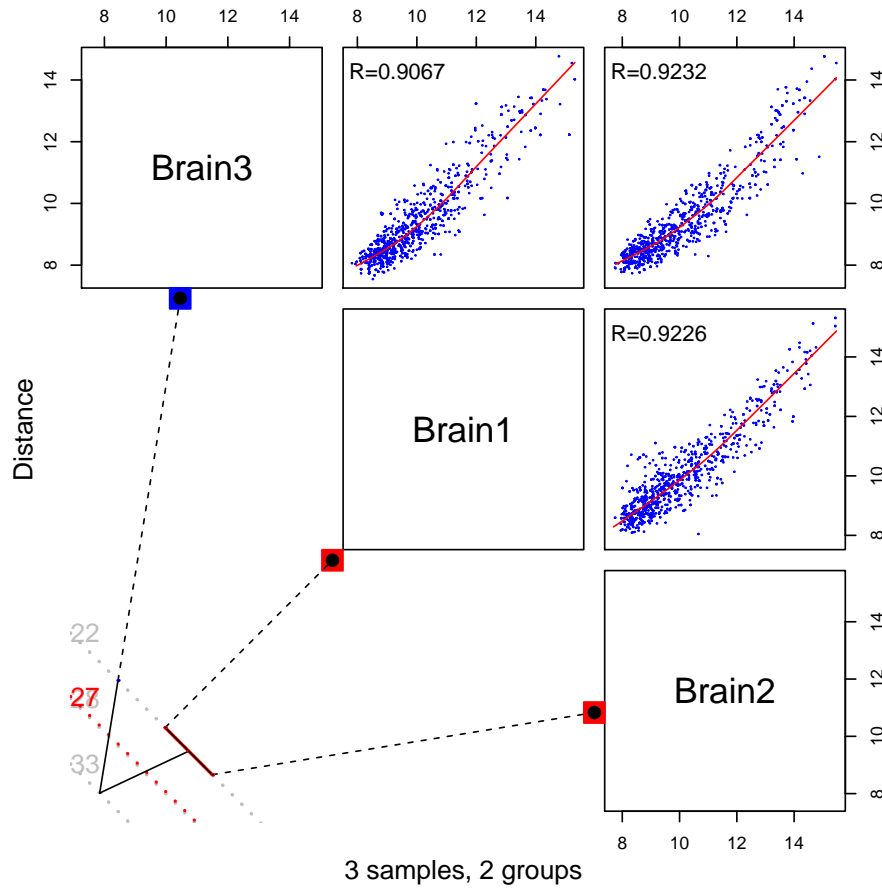 8 10 12 14 8 10 12 14
R=0.9067
R=0.9232
8 10 12 14
8 10 12 14
Brain3
R=0.9226
8 10 12 14
Brain1
Distance
22
27
33
Brain2
8 10 12 14
8 10 12 14
8 10 12 14
3 samples, 2 groups